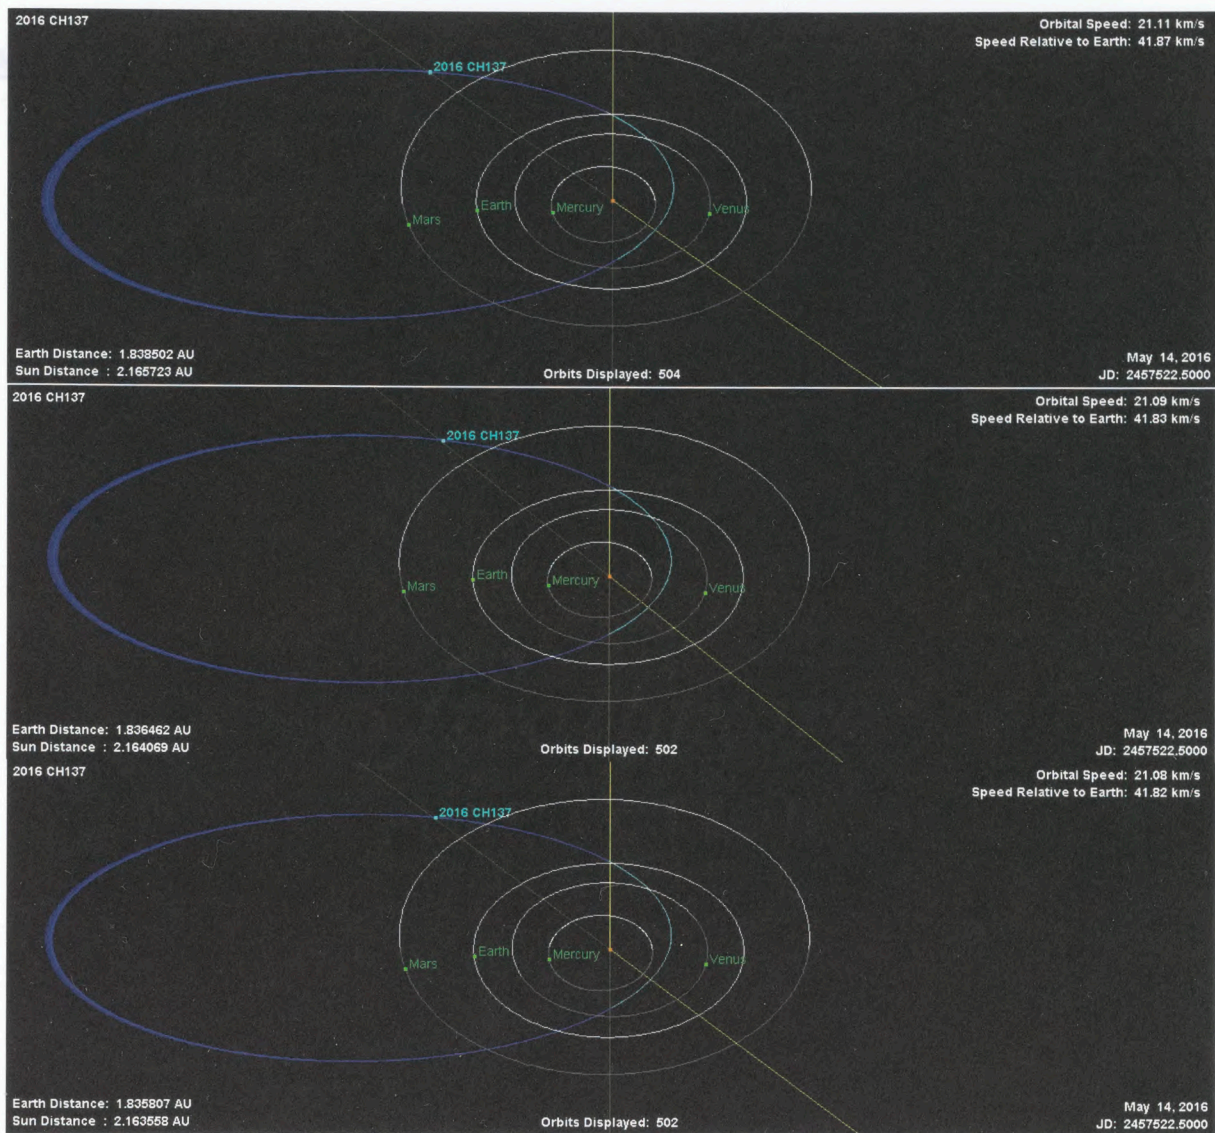 2016 CH137
Orbital Speed: 21.11 km/s
Speed Relative to Earth: 41.87 km/s
2016 CH137
Mars
Earth
Mercury
Venus
Earth Distance: 1.838502 AU
Sun Distance : 2.165723 AU
Orbits Displayed: 504
May 14, 2016
JD: 2457522.5000
2016 CH137
Orbital Speed: 21.09 km/s
Speed Relative to Earth: 41.83 km/s
2016 CH137
Mars
Earth
Mercury
Venus
Earth Distance: 1.836462 AU
Sun Distance : 2.164069 AU
Orbits Displayed: 502
May 14, 2016
JD: 2457522.5000
2016 CH137
Orbital Speed: 21.08 km/s
Speed Relative to Earth: 41.82 km/s
2016 CH137
Mars
Earth
Mercury
Venus
Earth Distance: 1.835807 AU
Sun Distance : 2.163558 AU
Orbits Displayed: 502
May 14, 2016
JD: 2457522.5000